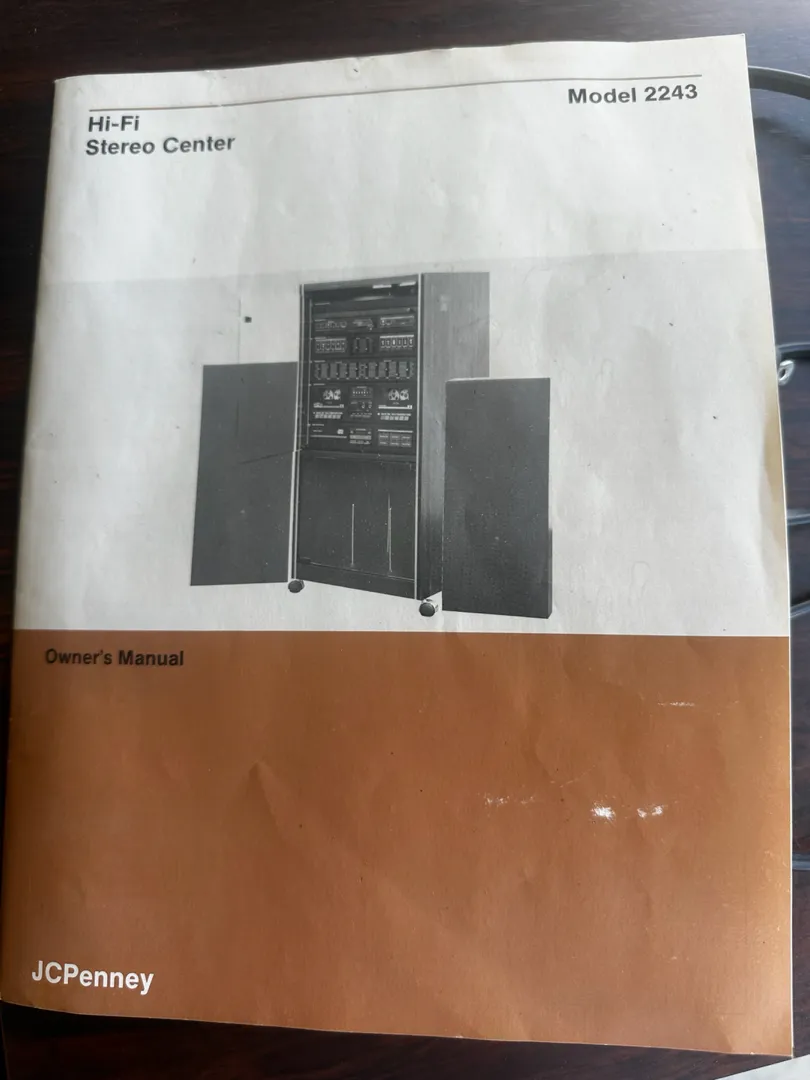 Hi-Fi
Stereo Center
Model 2243
Owner's Manual
JCPenney